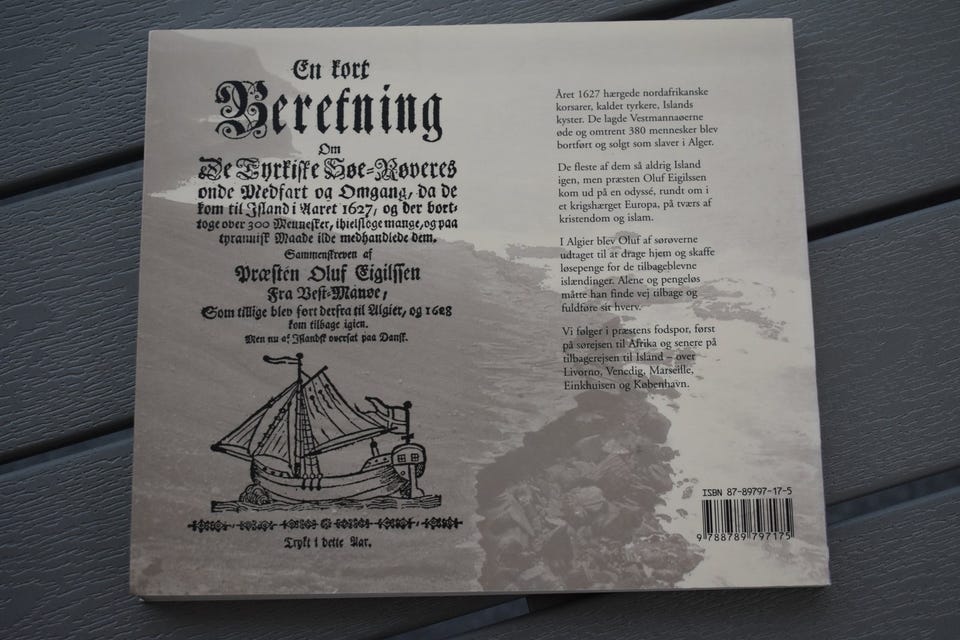 En kort
Beretning
Om
De Tyrkiske Søe-Røveres
onde Medfart og Omgang, da de
kom til Island i Aaret 1627, og der bort-
toge over 300 Mennesker, ihielsloge mange, og paa
tyrannisk Maade ilde medhandlede dem.
Sammenskreven af
Præsten Oluf Eigilssen
Fra Vest-Manøe,
Som tillige blev ført derfra til Algier, og 1628
kom tilbage igien.
Men nu af Islandsk oversat paa Dansk.
Trykt i dette Aar.
Året 1627 hærgede nordafrikanske
korsarer, kaldet tyrkere, Islands
kyster. De lagde Vestmannaøerne
øde og omtrent 380 mennesker blev
bortført og solgt som slaver i Alger.
De fleste af dem så aldrig Island
igen, men præsten Oluf Eigilssen
kom ud på en odyssé, rundt om i
et krigshærget Europa, på tværs af
kristendom og islam.
I Algier blev Oluf af sørøverne
udtaget til at drage hjem og skaffe
løsepenge for de tilbageblevne
islændinger. Alene og pengeløs
måtte han finde vej tilbage og
fuldføre sit hverv.
Vi følger i præstens fodspor, først
på sørejsen til Afrika og senere på
tilbagerejsen til Island – over
Livorno, Venedig, Marseille,
Einkhuisen og København.
ISBN 87-89797-17-5
9 788789 797175